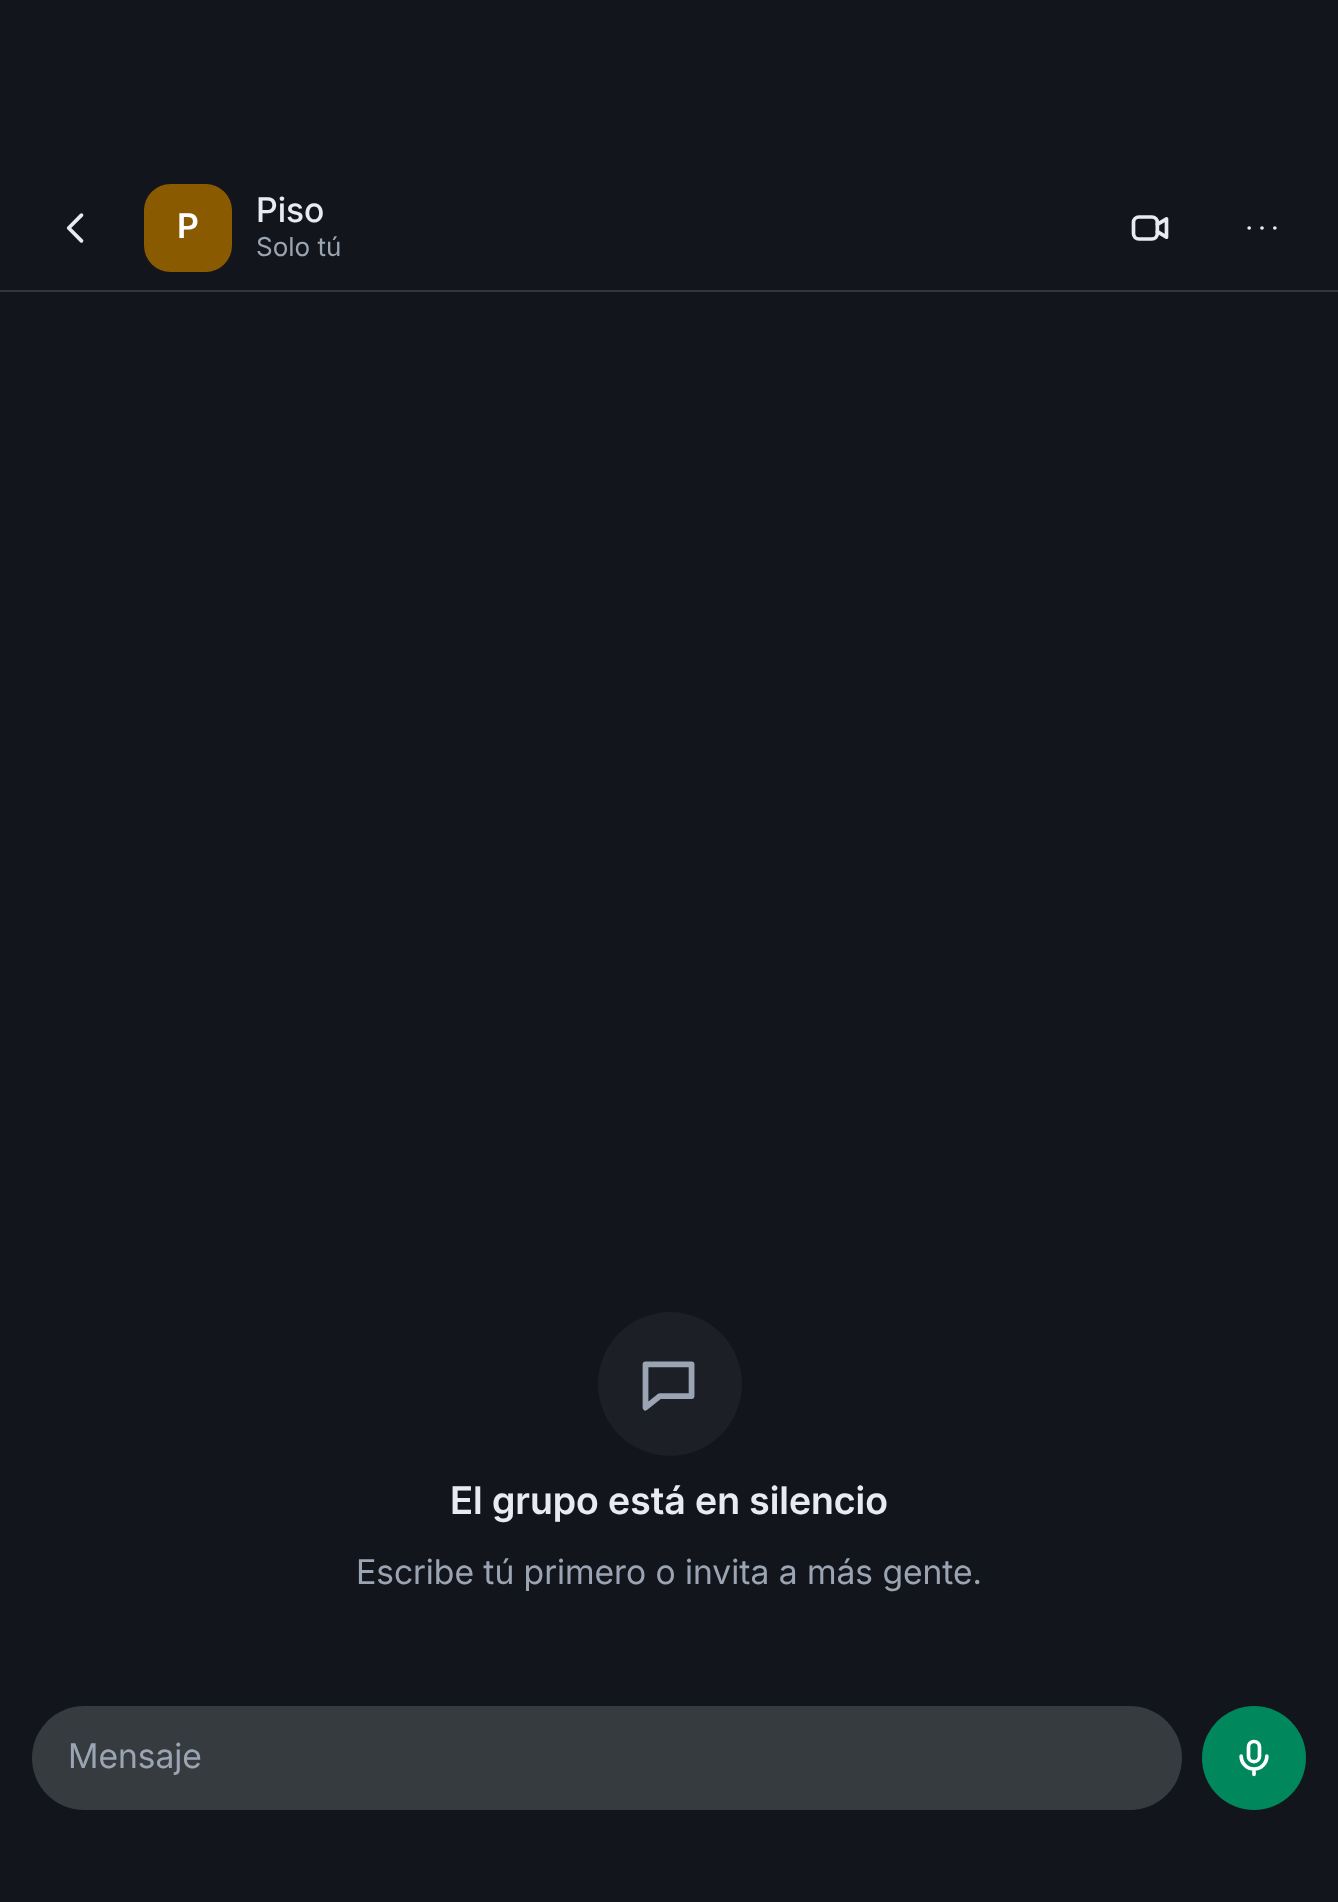 P
Piso
Solo tú
El grupo está en silencio
Escribe tú primero o invita a más gente.
Mensaje